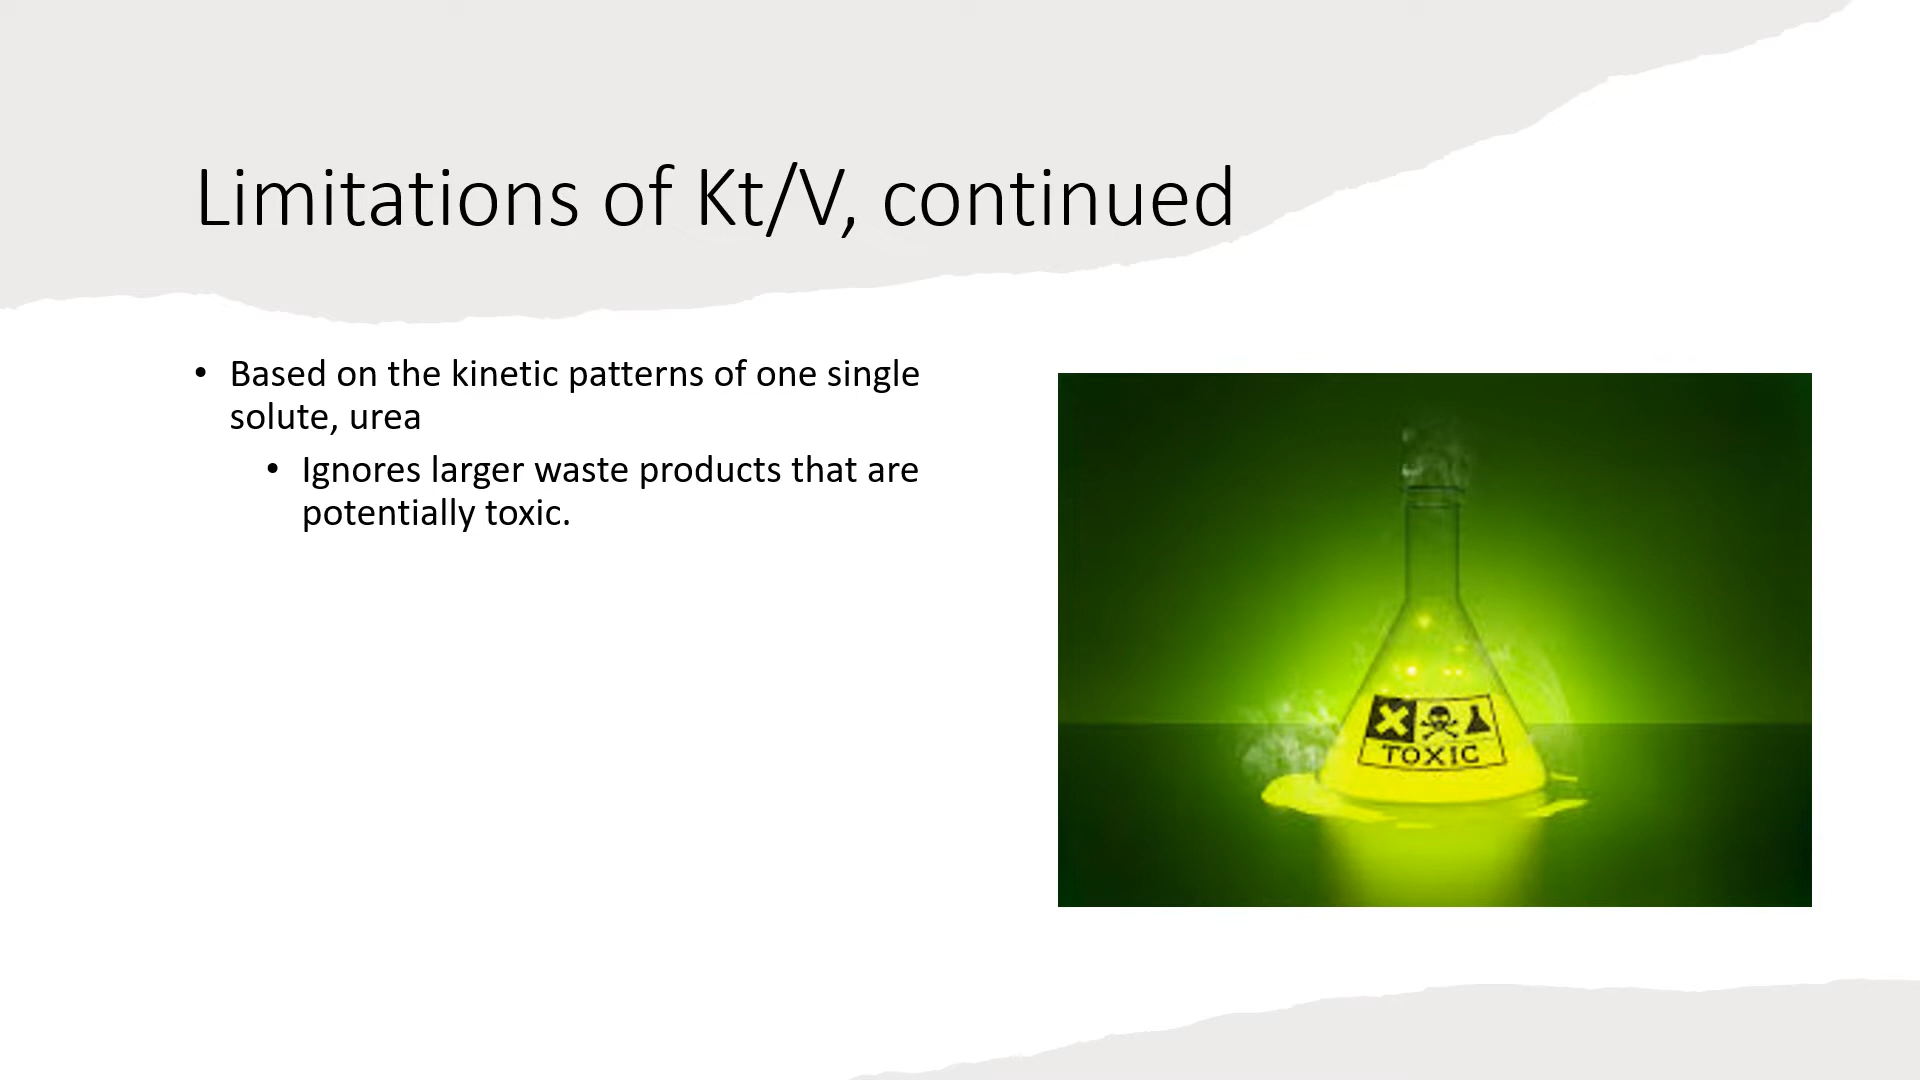 Limitations of Kt/V, continued
• Based on the kinetic patterns of one single
solute, urea
• Ignores larger waste products that are
potentially toxic.
TOXIC